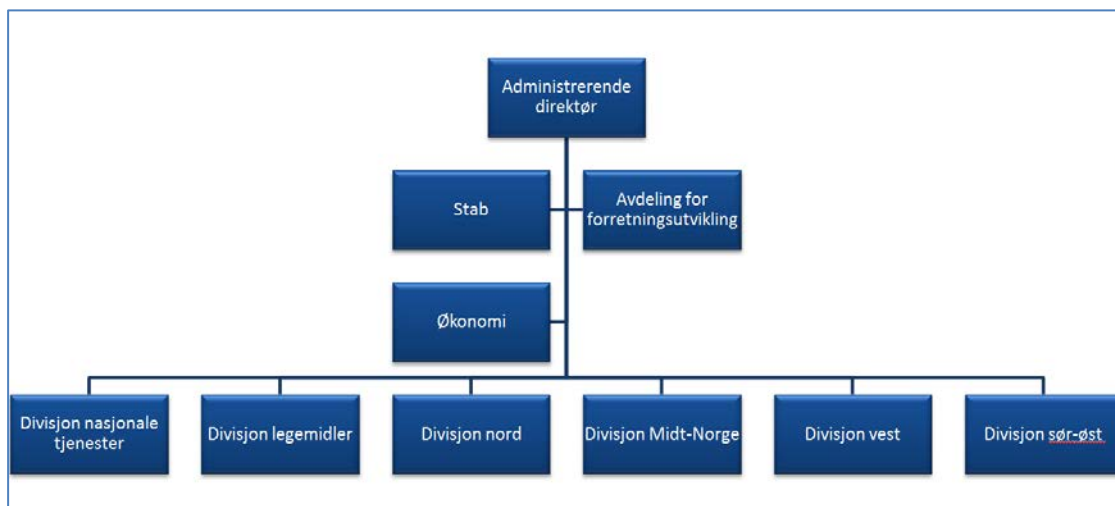 Administrerende
direktør
Stab
Avdeling for
forretningsutvikling
Økonomi
Divisjon nasjonale
tjenester
Divisjon legemidler
Divisjon nord
Divisjon Midt-Norge
Divisjon vest
Divisjon sør-øst